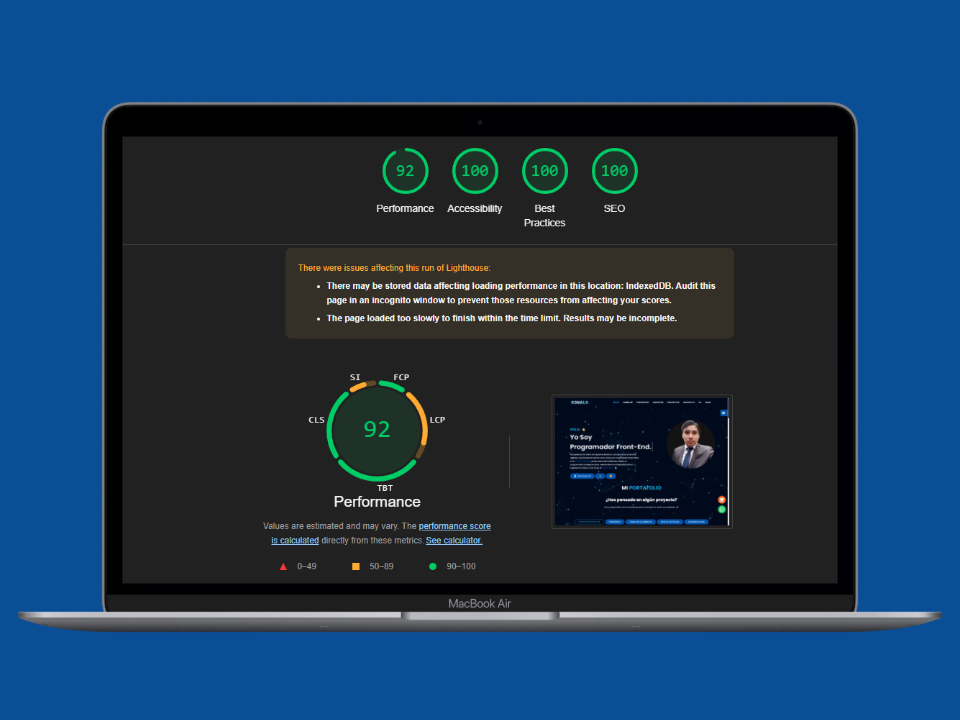 92
100
100
100
Performance
Accessibility
Best
Practices
SEO
There were issues affecting this run of Lighthouse:
There may be stored data affecting loading performance in this location: IndexedDB. Audit this
page in an incognito window to prevent those resources from affecting your scores.
The page loaded too slowly to finish within the time limit. Results may be incomplete.
SI
FCP
CLS
LCP
92
TBT
Performance
Values are estimated and may vary. The performance score
is calculated directly from these metrics. See calculator.
0–49
50–89
90–100
Yo Soy
Programador Front-End.
MI PORTAFOLIO
¿Has pensado en algún proyecto?
MacBook Air